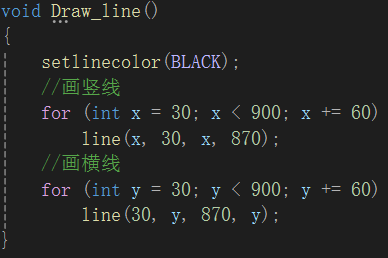 void Draw_line()
{
setlinecolor(BLACK);
//画竖线
for (int x = 30; x < 900; x += 60)
line(x, 30, x, 870);
//画横线
for (int y = 30; y < 900; y += 60)
line(30, y, 870, y);
}